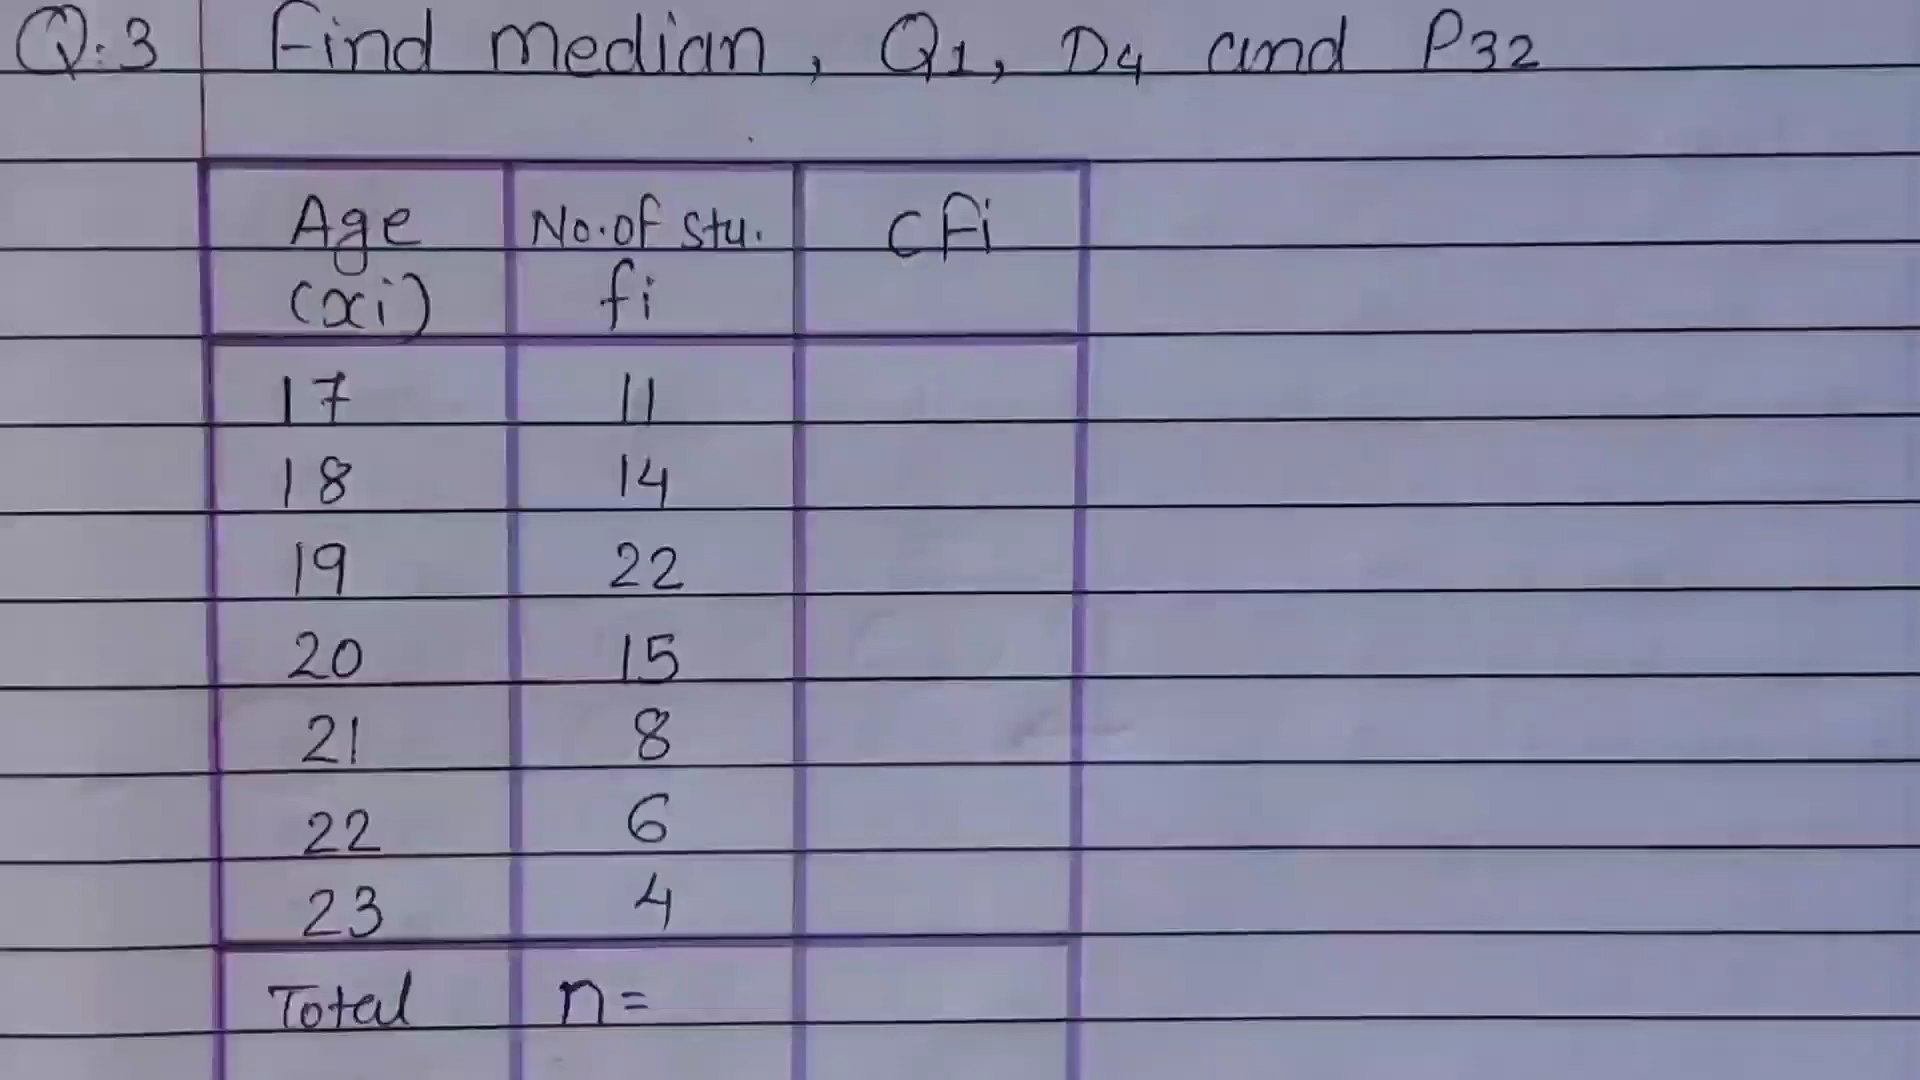 Q.3 Find median, Q1, D4 and P32
Age (xi) No. of stu. fi cfi
17 11
18 14
19 22
20 15
21 8
22 6
23 4
Total n=